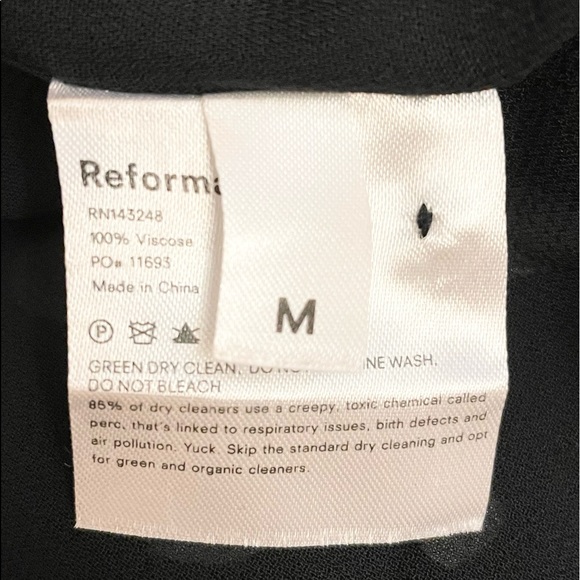 Reforma
RN143248
100% Viscose
PO# 11693
Made in China
M
P
GREEN DRY CLEAN. DO NO INE WASH.
DO NOT BLEACH
85% of dry cleaners use a creepy, toxic chemical called
perc, that's linked to respiratory issues, birth defects and
air pollution. Yuck. Skip the standard dry cleaning and opt
for green and organic cleaners.